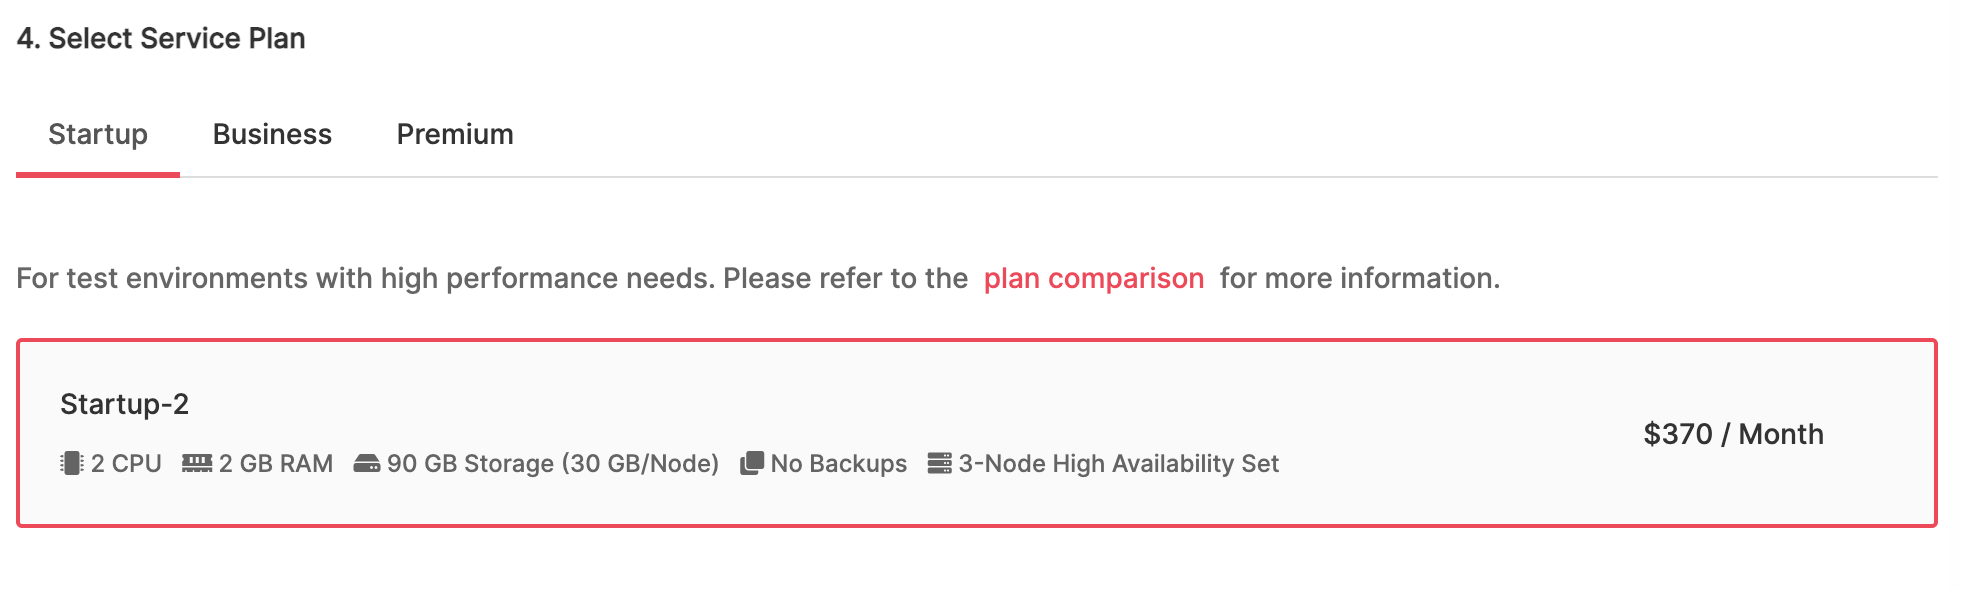 4. Select Service Plan
Startup Business Premium
For test environments with high performance needs. Please refer to the plan comparison for more information.
Startup-2
$370 / Month
2 CPU 2 GB RAM 90 GB Storage (30 GB/Node) No Backups 3-Node High Availability Set